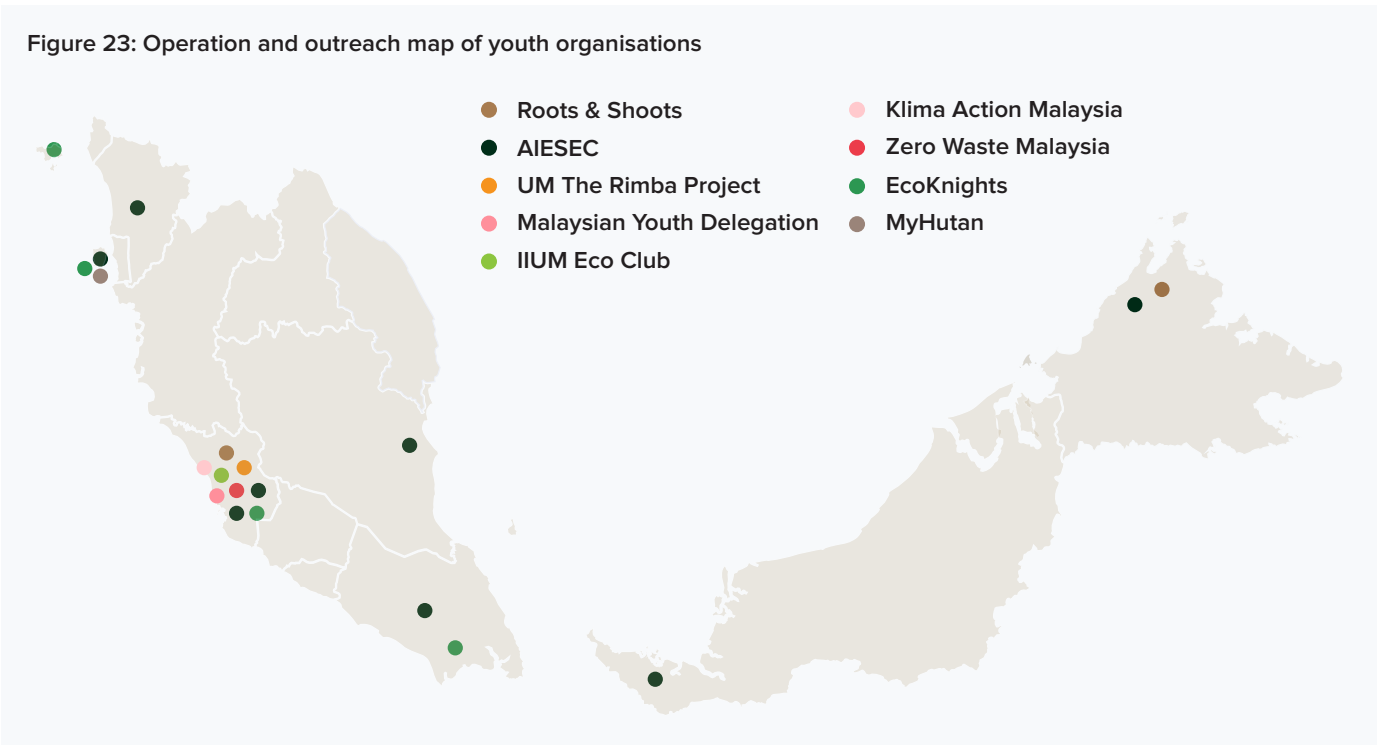 Figure 23: Operation and outreach map of youth organisations
Roots & Shoots
AIESEC
UM The Rimba Project
Malaysian Youth Delegation
IIUM Eco Club
Klima Action Malaysia
Zero Waste Malaysia
EcoKnights
MyHutan